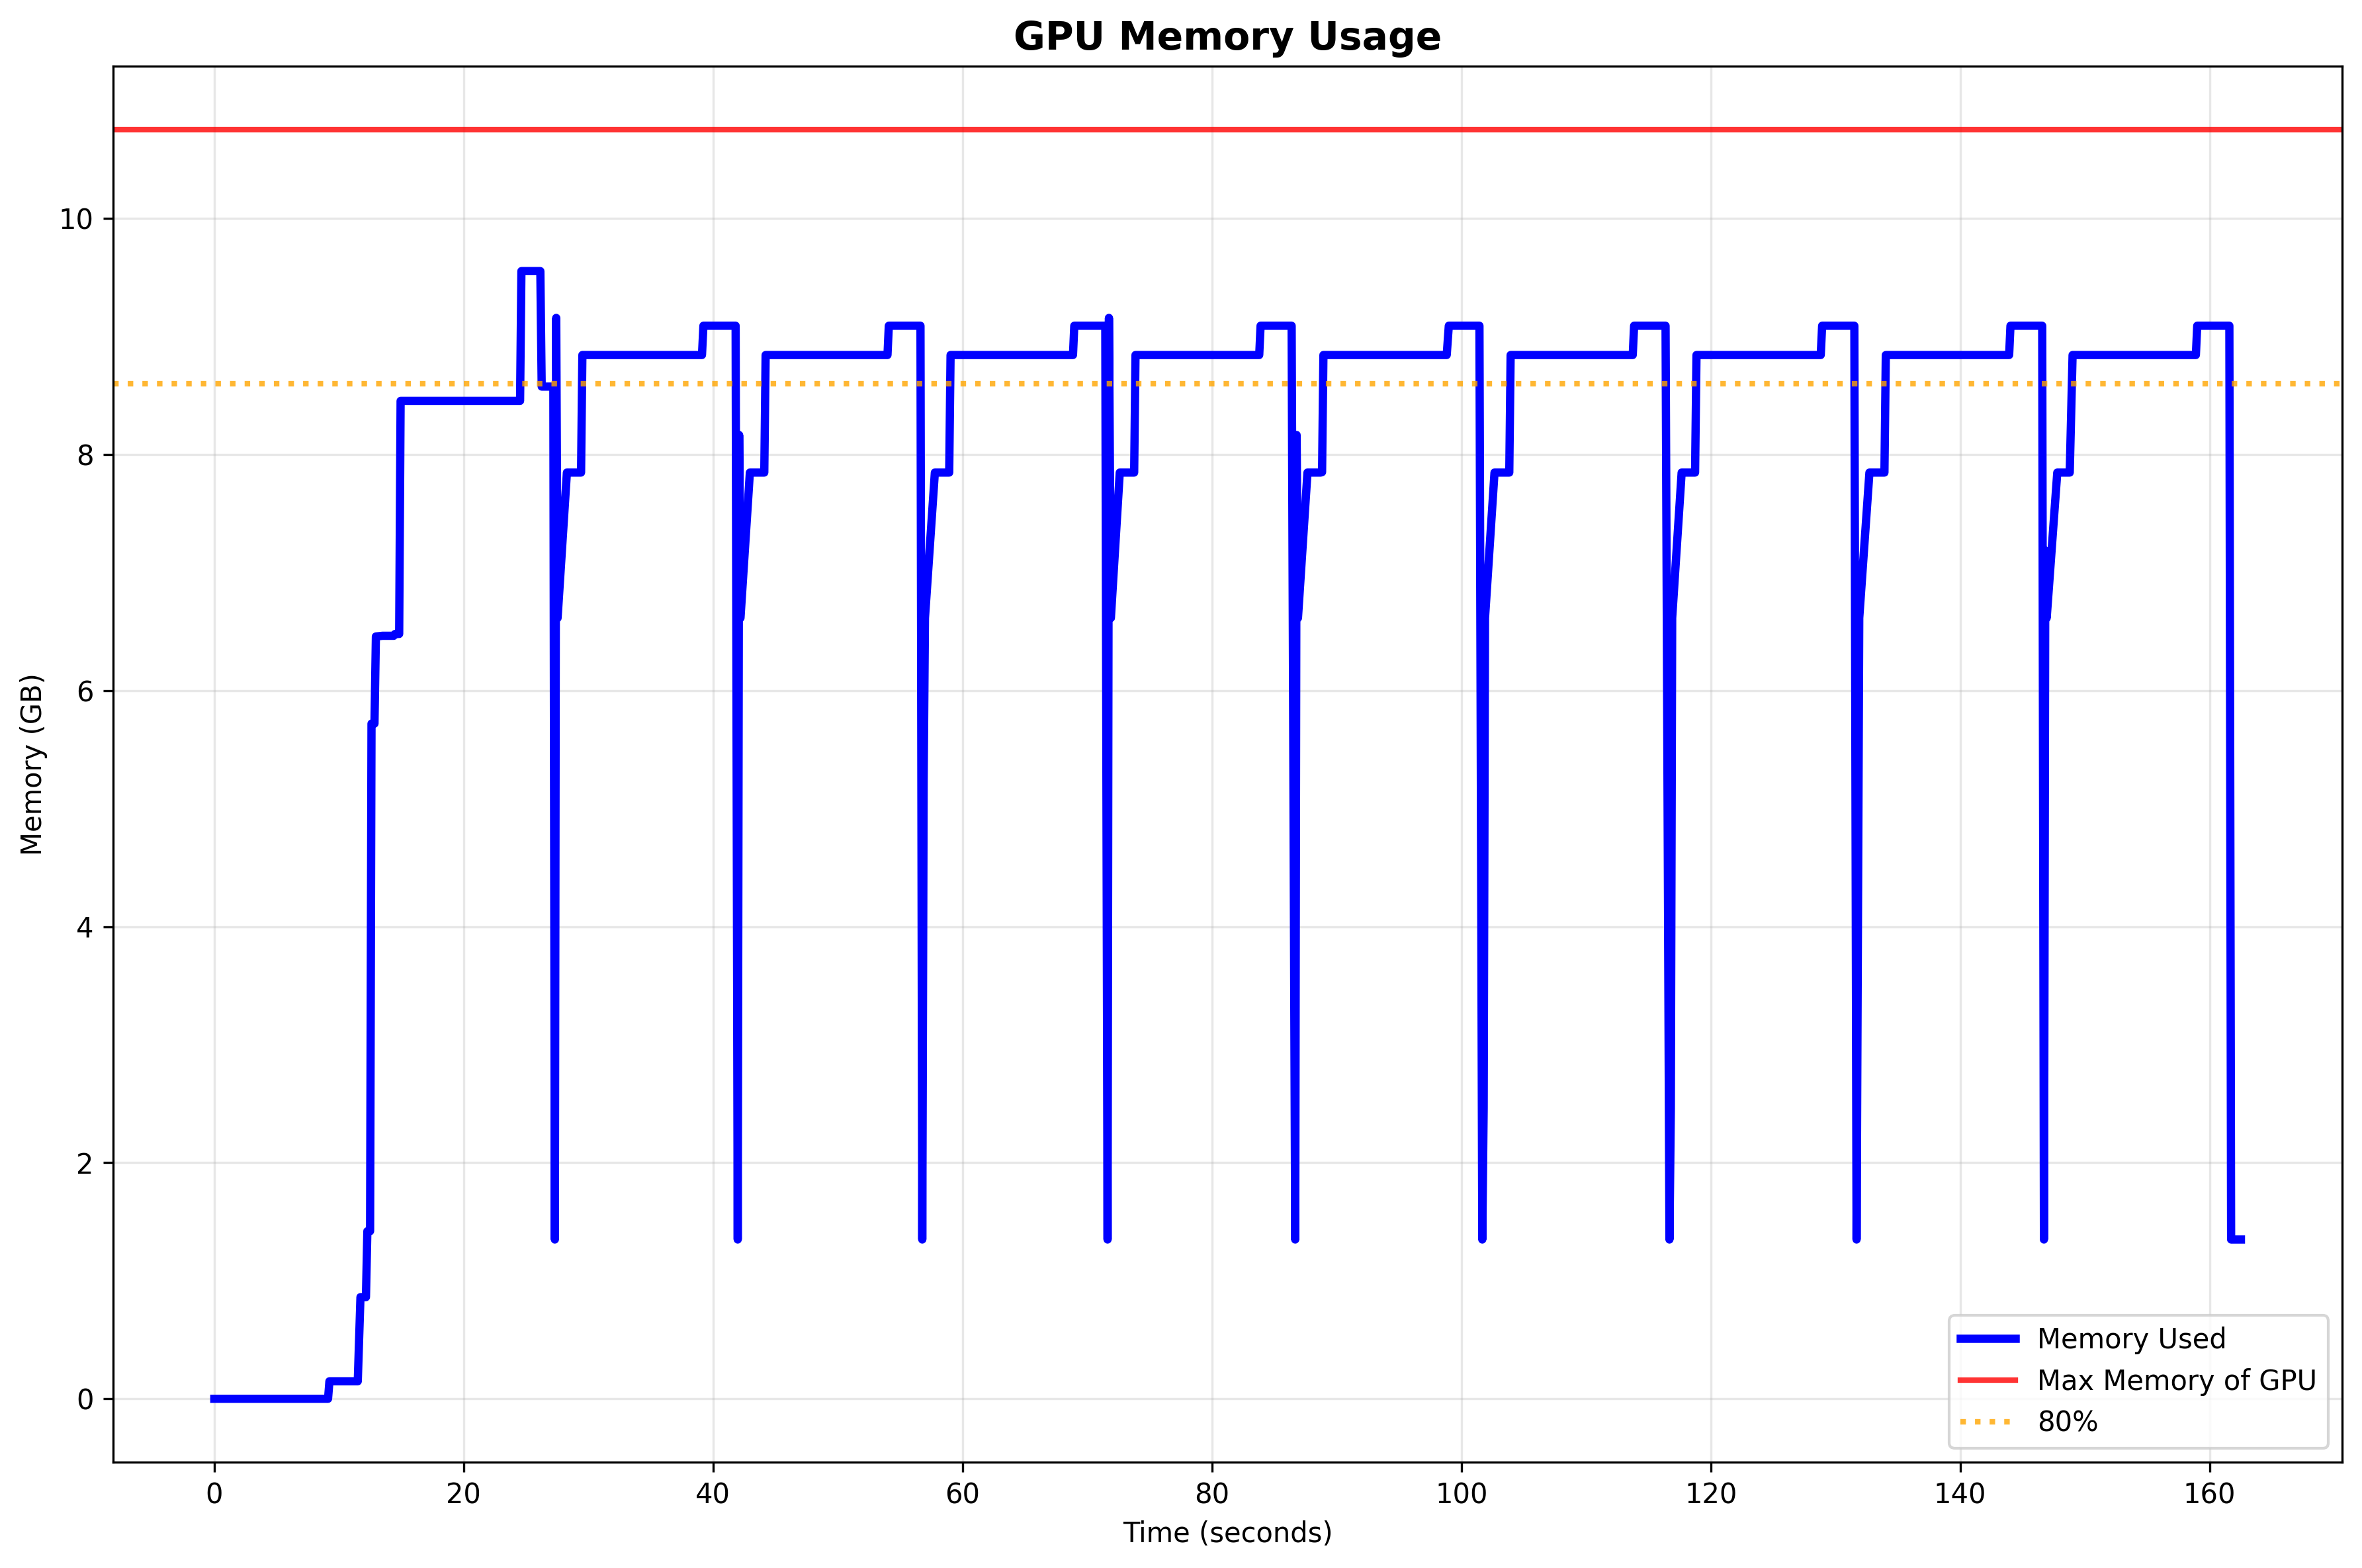 GPU Memory Usage
Memory (GB)
10
8
6
4
2
0
0 20 40 60 80 100 120 140 160
Time (seconds)
Memory Used
Max Memory of GPU
80%